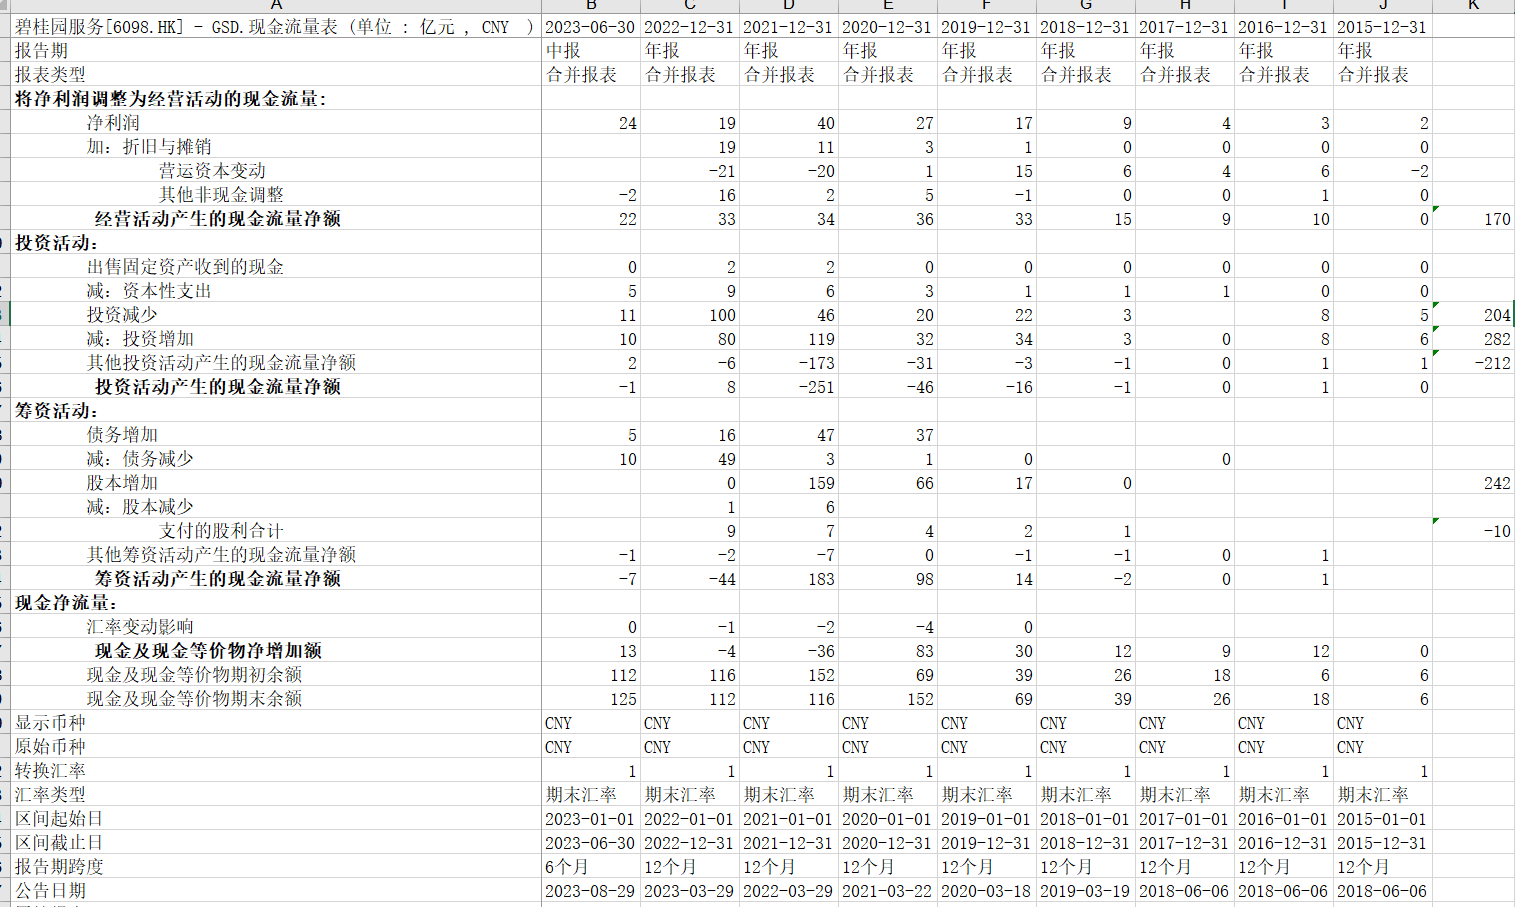 A B C D E F G H I J K
碧桂园服务[6098.HK] - GSD.现金流量表 (单位 : 亿元 , CNY ) 2023-06-30 2022-12-31 2021-12-31 2020-12-31 2019-12-31 2018-12-31 2017-12-31 2016-12-31 2015-12-31
报告期 中报 年报 年报 年报 年报 年报 年报 年报 年报
报表类型 合并报表 合并报表 合并报表 合并报表 合并报表 合并报表 合并报表 合并报表 合并报表
将净利润调整为经营活动的现金流量:
净利润 24 19 40 27 17 9 4 3 2
加: 折旧与摊销 19 11 3 1 0 0 0 0
营运资本变动 -21 -20 1 15 6 4 6 -2
其他非现金调整 -2 16 2 5 -1 0 0 1 0
经营活动产生的现金流量净额 22 33 34 36 33 15 9 10 0 170
投资活动:
出售固定资产收到的现金 0 2 2 0 0 0 0 0 0
减: 资本性支出 5 9 6 3 1 1 1 0 0
投资减少 11 100 46 20 22 3 8 5 204
减: 投资增加 10 80 119 32 34 3 0 8 6 282
其他投资活动产生的现金流量净额 2 -6 -173 -31 -3 -1 0 1 1 -212
投资活动产生的现金流量净额 -1 8 -251 -46 -16 -1 0 1 0
筹资活动:
债务增加 5 16 47 37
减: 债务减少 10 49 3 1 0 0
股本增加 0 159 66 17 0 242
减: 股本减少 1 6
支付的股利合计 9 7 4 2 1 -10
其他筹资活动产生的现金流量净额 -1 -2 -7 0 -1 -1 0 1
筹资活动产生的现金流量净额 -7 -44 183 98 14 -2 0 1
现金净流量:
汇率变动影响 0 -1 -2 -4 0
现金及现金等价物净增加额 13 -4 -36 83 30 12 9 12 0
现金及现金等价物期初余额 112 116 152 69 39 26 18 6 6
现金及现金等价物期末余额 125 112 116 152 69 39 26 18 6
显示币种 CNY CNY CNY CNY CNY CNY CNY CNY CNY
原始币种 CNY CNY CNY CNY CNY CNY CNY CNY CNY
转换汇率 1 1 1 1 1 1 1 1 1
汇率类型 期末汇率 期末汇率 期末汇率 期末汇率 期末汇率 期末汇率 期末汇率 期末汇率 期末汇率
区间起始日 2023-01-01 2022-01-01 2021-01-01 2020-01-01 2019-01-01 2018-01-01 2017-01-01 2016-01-01 2015-01-01
区间截止日 2023-06-30 2022-12-31 2021-12-31 2020-12-31 2019-12-31 2018-12-31 2017-12-31 2016-12-31 2015-12-31
报告期跨度 6个月 12个月 12个月 12个月 12个月 12个月 12个月 12个月 12个月
公告日期 2023-08-29 2023-03-29 2022-03-29 2021-03-22 2020-03-18 2019-03-19 2018-06-06 2018-06-06 2018-06-06